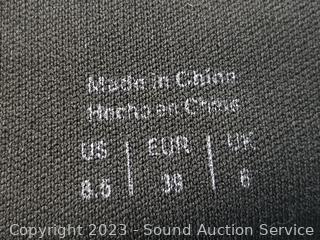 Made in China
Hecho en China
US | EUR | UK
8.5 | 39 | 6
Copyright © 2023 - Sound Auction Service